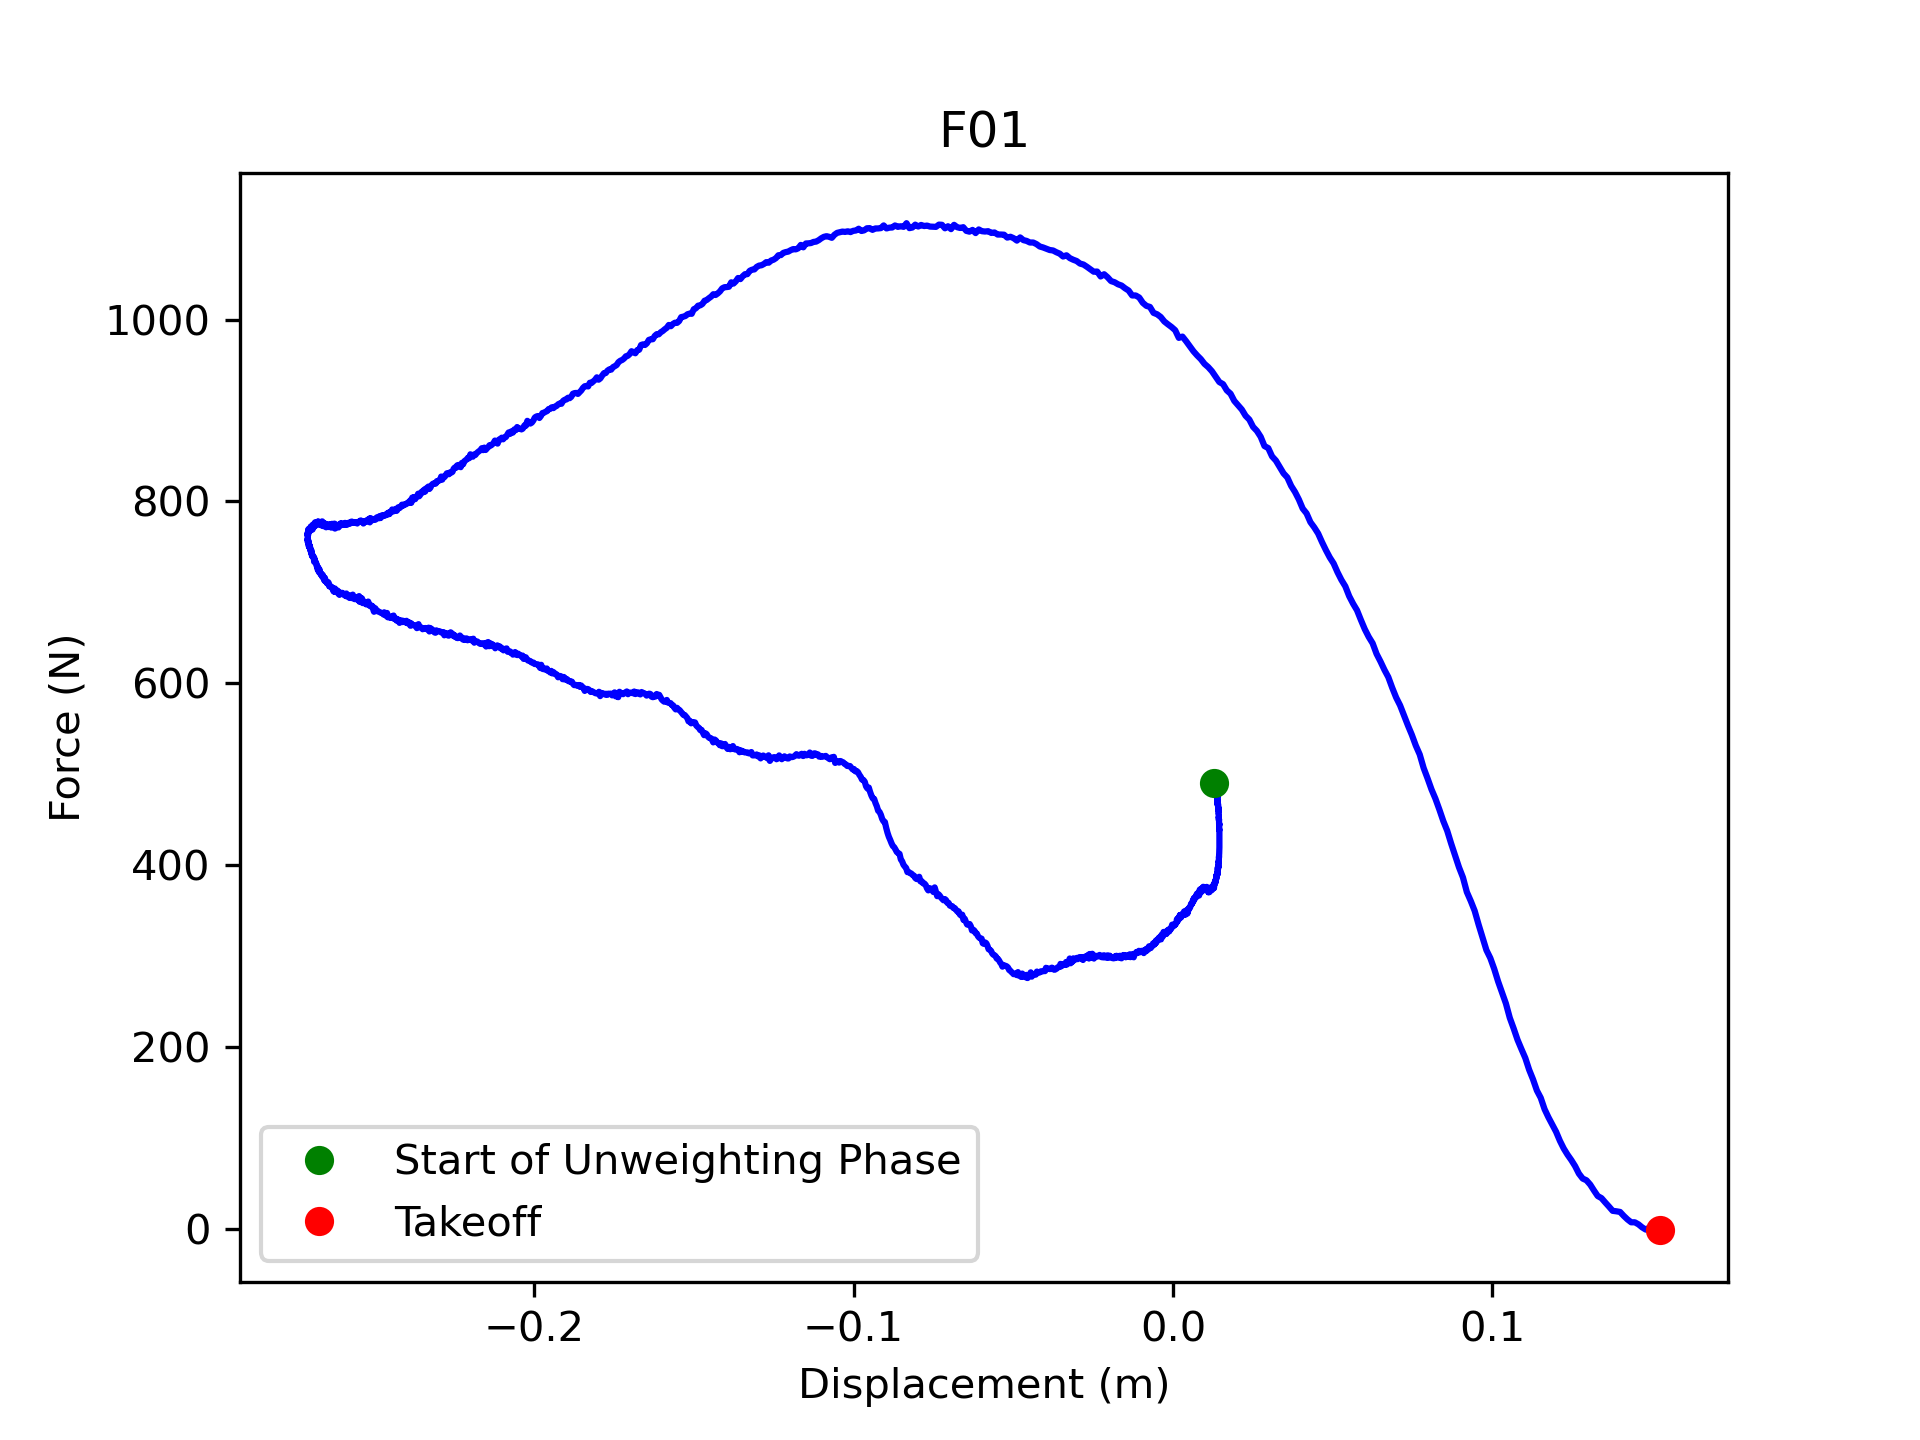 F01
1000
800
600
400
200
0
Force (N)
Start of Unweighting Phase
Takeoff
−0.2 −0.1 0.0 0.1
Displacement (m)